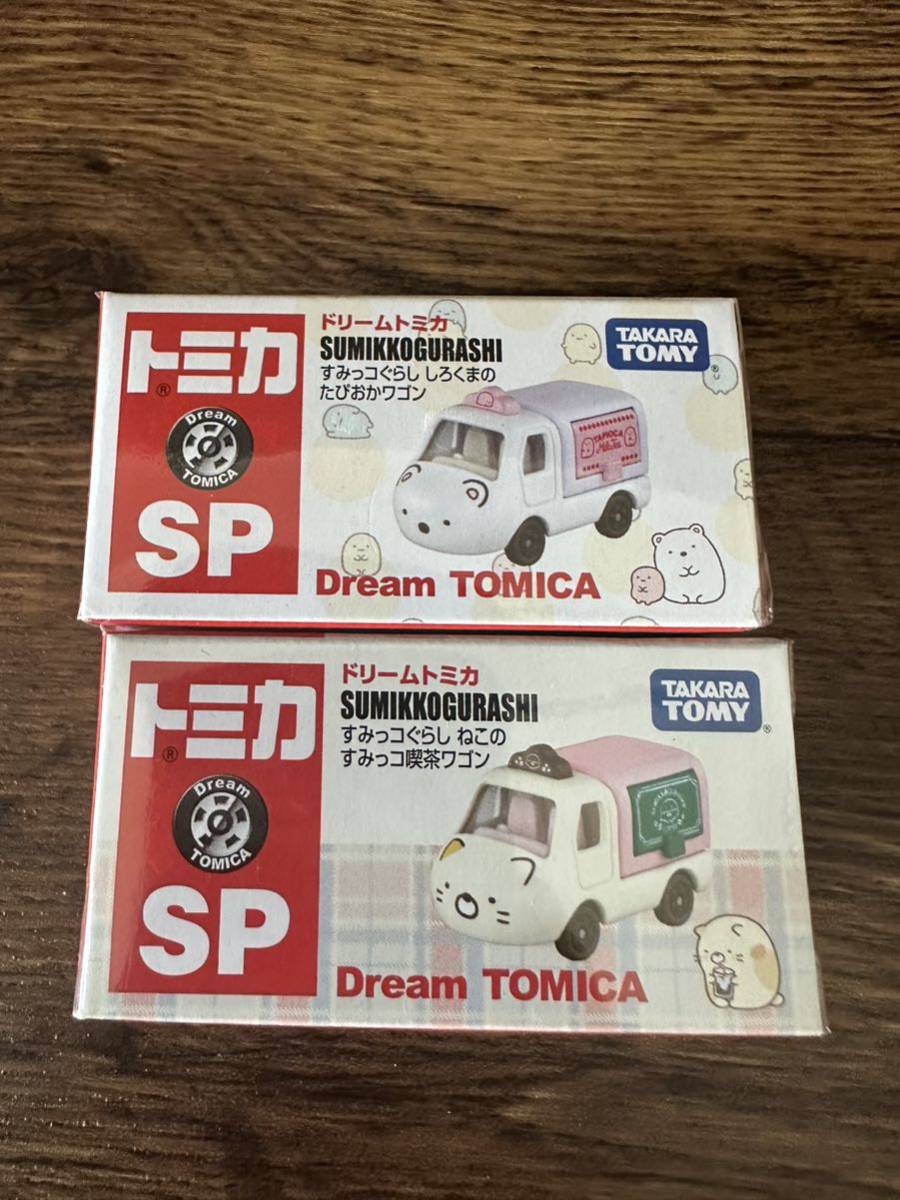 トミカ
®
Dream
TOMICA
SP
ドリームトミカ
SUMIKKOGURASHI
すみっコぐらし しろくまの
たぴおかワゴン
TAKARA
TOMY
®
TAPIOCA
Dream TOMICA
トミカ
®
Dream
TOMICA
SP
ドリームトミカ
SUMIKKOGURASHI
すみっコぐらし ねこの
すみっコ喫茶ワゴン
TAKARA
TOMY
®
Dream TOMICA